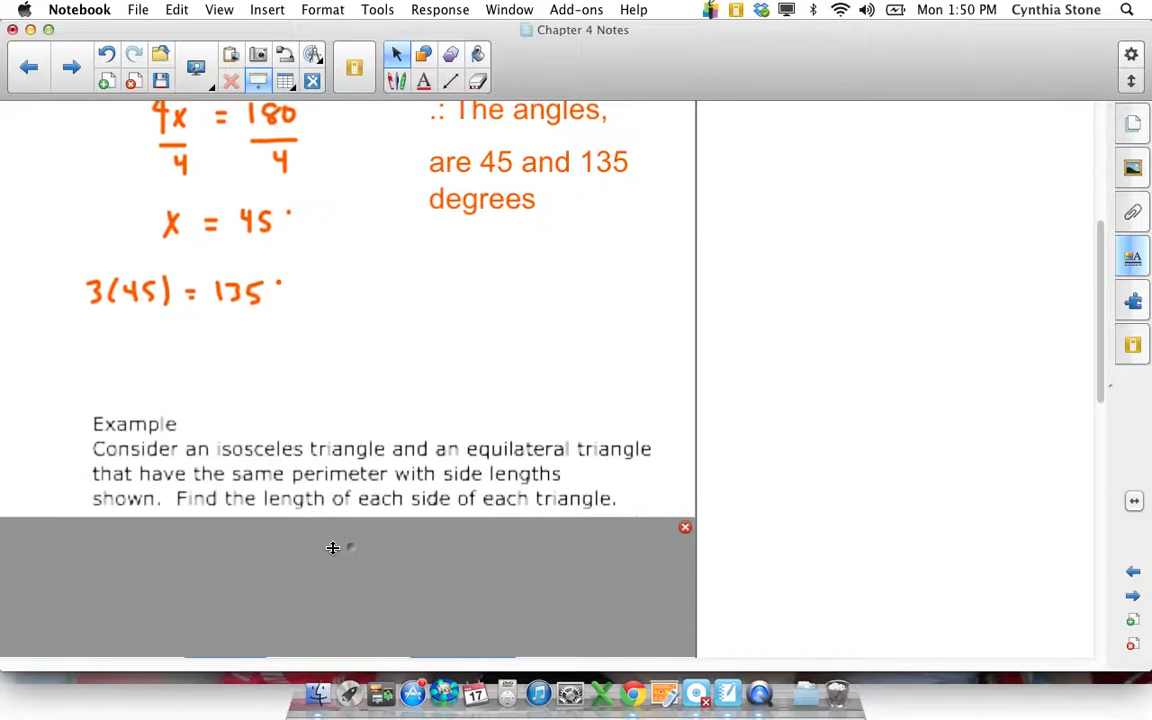 Notebook File Edit View Insert Format Tools Response Window Add-ons Help Mon 1:50 PM Cynthia Stone
Chapter 4 Notes
4x = 180
4 4
x = 45°
3(45) = 135°
.: The angles,
are 45 and 135
degrees
Example
Consider an isosceles triangle and an equilateral triangle
that have the same perimeter with side lengths
shown. Find the length of each side of each triangle.
17